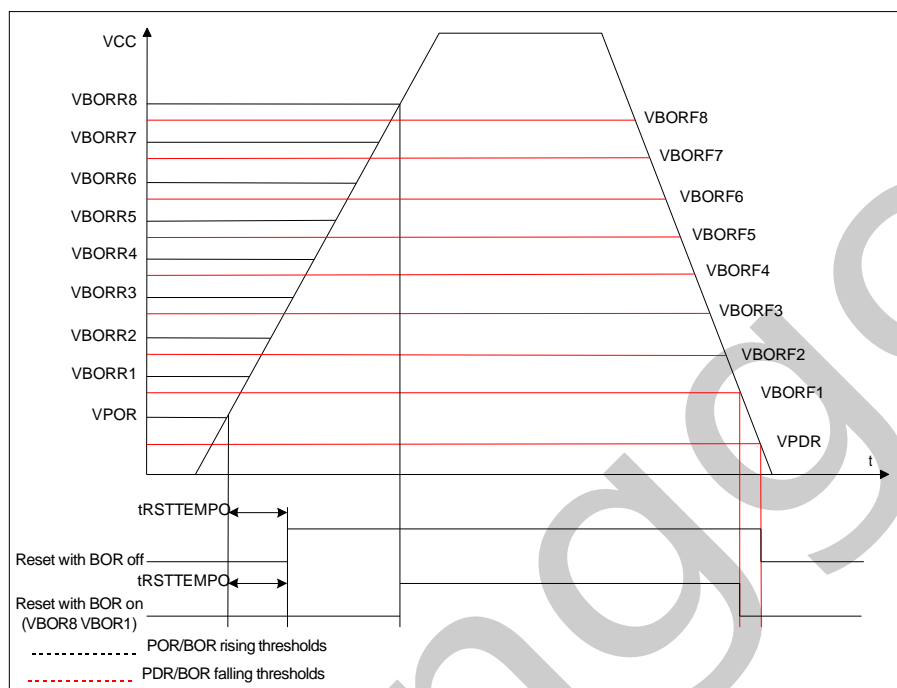 VCC
VBORR8
VBORF8
VBORR7
VBORF7
VBORR6
VBORF6
VBORR5
VBORF5
VBORR4
VBORF4
VBORR3
VBORF3
VBORR2
VBORF2
VBORR1
VBORF1
VPOR
VPDR
t
tRSTTEMPO
Reset with BOR off
tRSTTEMPO
Reset with BOR on
(VBOR8 VBOR1)
POR/BOR rising thresholds
PDR/BOR falling thresholds